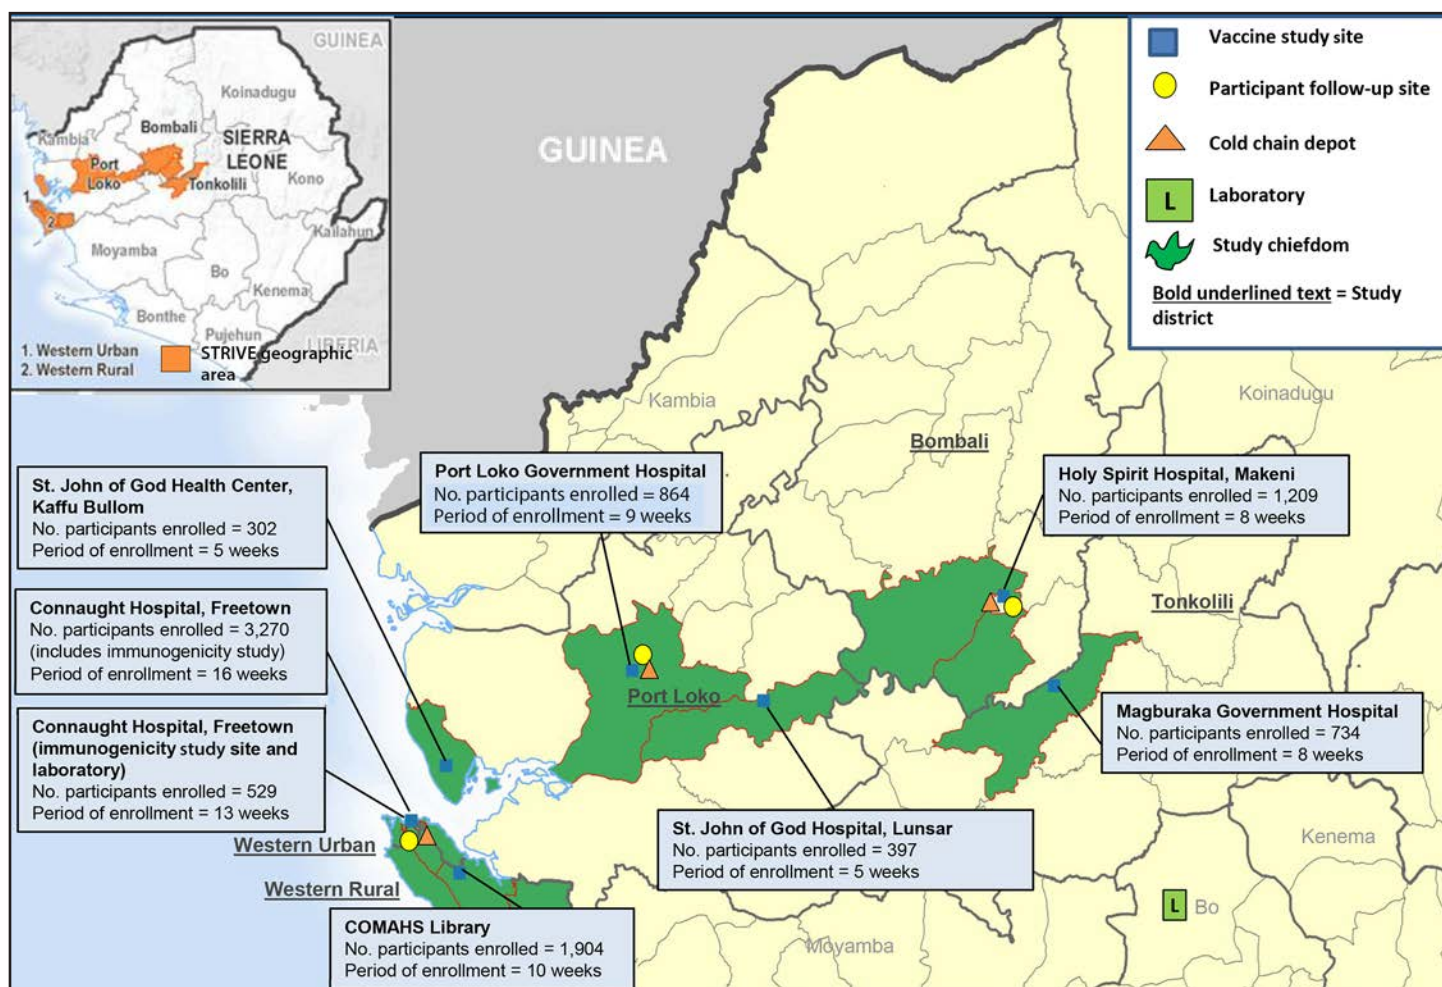 GUINEA
Koinadugu
Bombali
Kambia
SIERRA
LEONE
Port
Loko
Kono
Tonkolili
1
2
Kailahun
Moyamba
Bo
Kenema
Bonthe
Pujehun
LIBERIA
1. Western Urban
2. Western Rural
STRIVE geographic
area
Vaccine study site
Participant follow-up site
Cold chain depot
L
Laboratory
Study chiefdom
Bold underlined text = Study
district
GUINEA
Kambia
Koinadugu
Bombali
St. John of God Health Center,
Kaffu Bullom
No. participants enrolled = 302
Period of enrollment = 5 weeks
Port Loko Government Hospital
No. participants enrolled = 864
Period of enrollment = 9 weeks
Holy Spirit Hospital, Makeni
No. participants enrolled = 1,209
Period of enrollment = 8 weeks
Connaught Hospital, Freetown
No. participants enrolled = 3,270
(includes immunogenicity study)
Period of enrollment = 16 weeks
Tonkolili
Port Loko
Connaught Hospital, Freetown
(immunogenicity study site and
laboratory)
No. participants enrolled = 529
Period of enrollment = 13 weeks
Magburaka Government Hospital
No. participants enrolled = 734
Period of enrollment = 8 weeks
St. John of God Hospital, Lunsar
No. participants enrolled = 397
Period of enrollment = 5 weeks
Western Urban
Western Rural
Kenema
L
Bo
COMAHS Library
No. participants enrolled = 1,904
Period of enrollment = 10 weeks
Moyamba